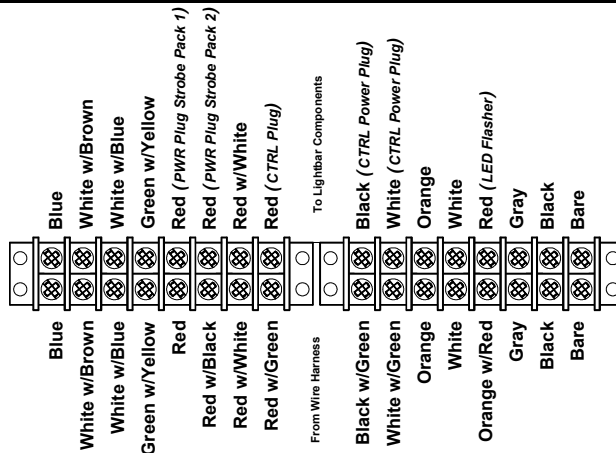 Blue
White w/Brown
White w/Blue
Green w/Yellow
Red (PWR Plug Strobe Pack 1)
Red (PWR Plug Strobe Pack 2)
Red w/White
Red (CTRL Plug)
To Lightbar Components
Black (CTRL Power Plug)
White (CTRL Power Plug)
Orange
White
Red (LED Flasher)
Gray
Black
Bare
Blue
White w/Brown
White w/Blue
Green w/Yellow
Red
Red w/Black
Red w/White
Red w/Green
From Wire Harness
Black w/Green
White w/Green
Orange
White
Orange w/Red
Gray
Black
Bare